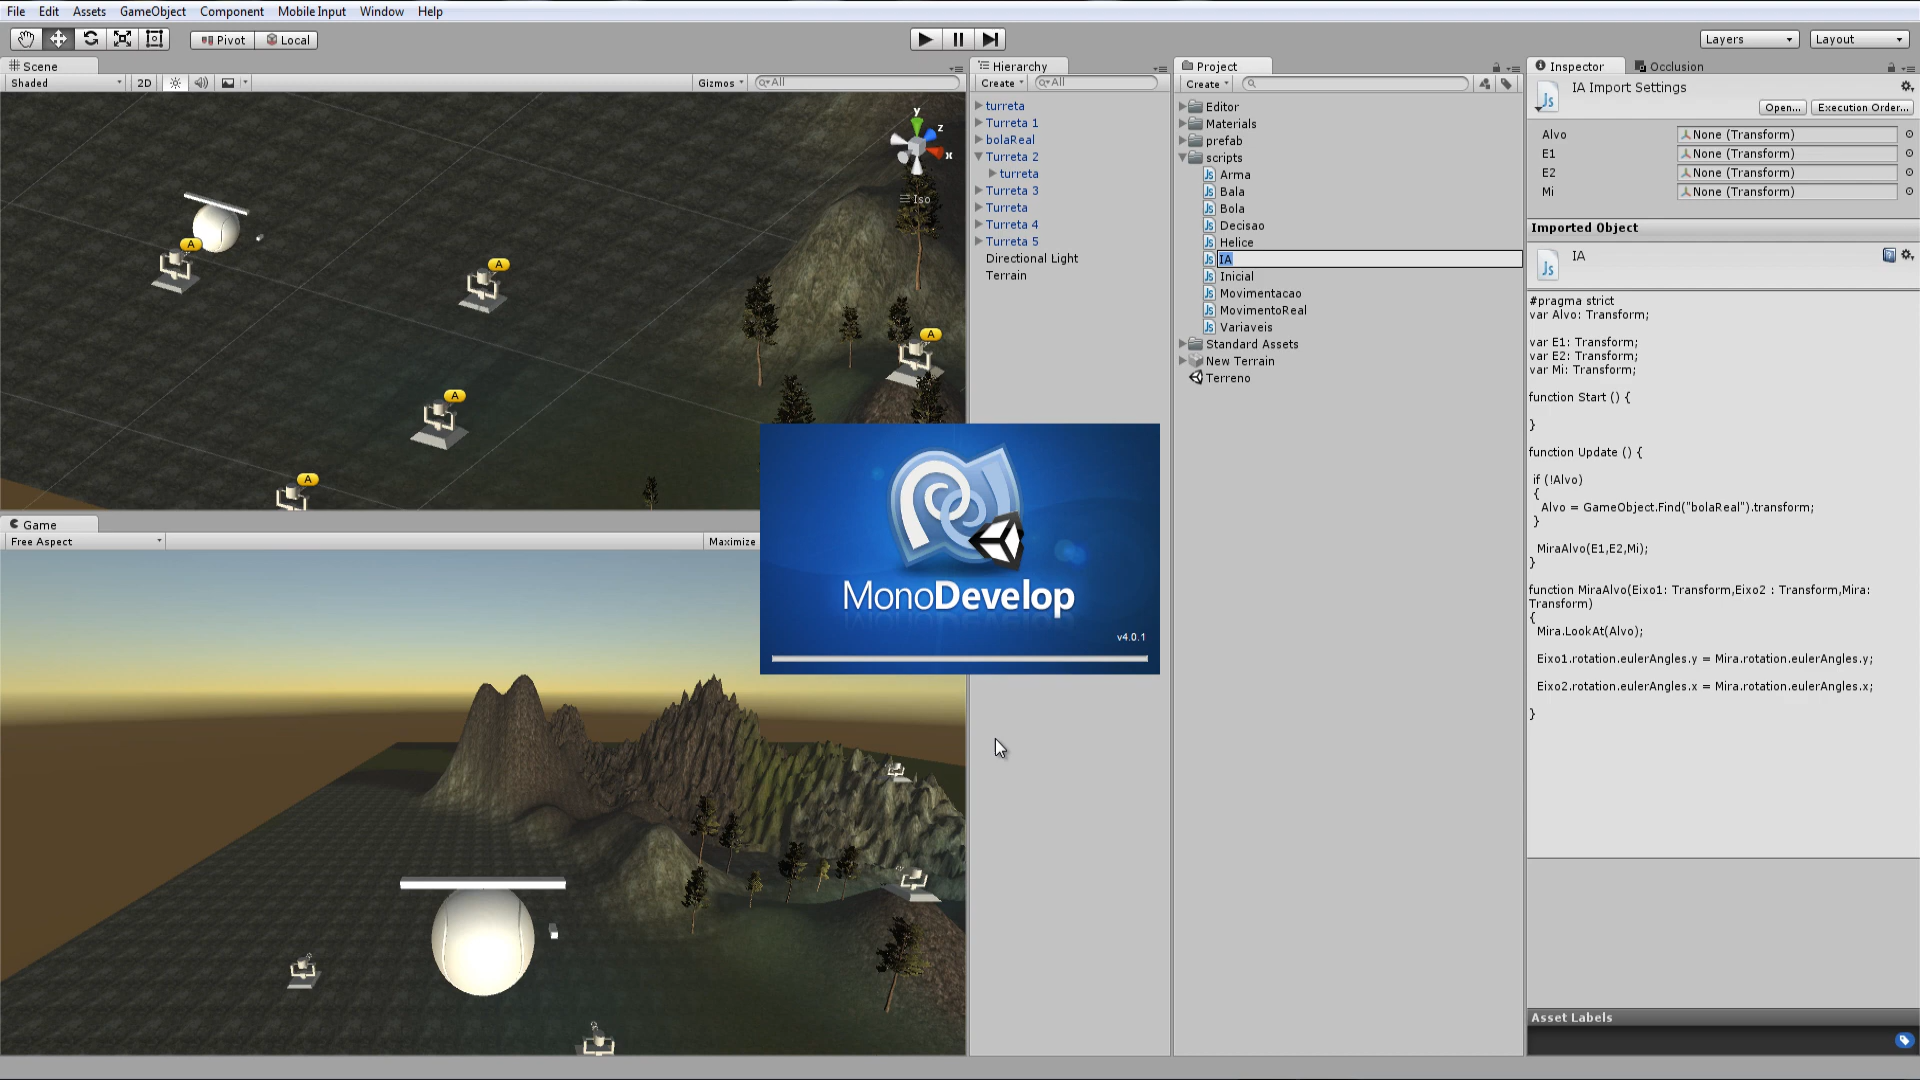 File Edit Assets GameObject Component Mobile Input Window Help
Pivot Local Layers Layout
Scene
Shaded 2D Gizmos All
y
z
x
Iso
A
A
A
A
A
Game
Free Aspect Maximize
Hierarchy
Create All
turreta
Turreta 1
bolaReal
Turreta 2
turreta
Turreta 3
Turreta
Turreta 4
Turreta 5
Directional Light
Terrain
MonoDevelop
v4.0.1
Project
Create
Editor
Materials
prefab
scripts
Arma
Bala
Bola
Decisao
Helice
IA
Inicial
Movimentacao
MovimentoReal
Variaveis
Standard Assets
New Terrain
Terreno
Inspector Occlusion
IA Import Settings
Open... Execution Order...
Alvo None (Transform)
E1 None (Transform)
E2 None (Transform)
Mi None (Transform)
Imported Object
IA
#pragma strict
var Alvo: Transform;
var E1: Transform;
var E2: Transform;
var Mi: Transform;
function Start () {
}
function Update () {
if (!Alvo)
{
Alvo = GameObject.Find("bolaReal").transform;
}
MiraAlvo(E1,E2,Mi);
}
function MiraAlvo(Eixo1: Transform,Eixo2 : Transform,Mira:
Transform)
{
Mira.LookAt(Alvo);
Eixo1.rotation.eulerAngles.y = Mira.rotation.eulerAngles.y;
Eixo2.rotation.eulerAngles.x = Mira.rotation.eulerAngles.x;
}
Asset Labels